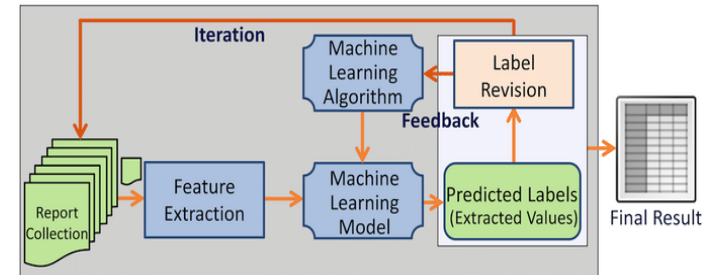 Iteration
Machine
Learning
Algorithm
Label
Revision
Feedback
Report
Collection
Feature
Extraction
Machine
Learning
Model
Predicted Labels
(Extracted Values)
Final Result